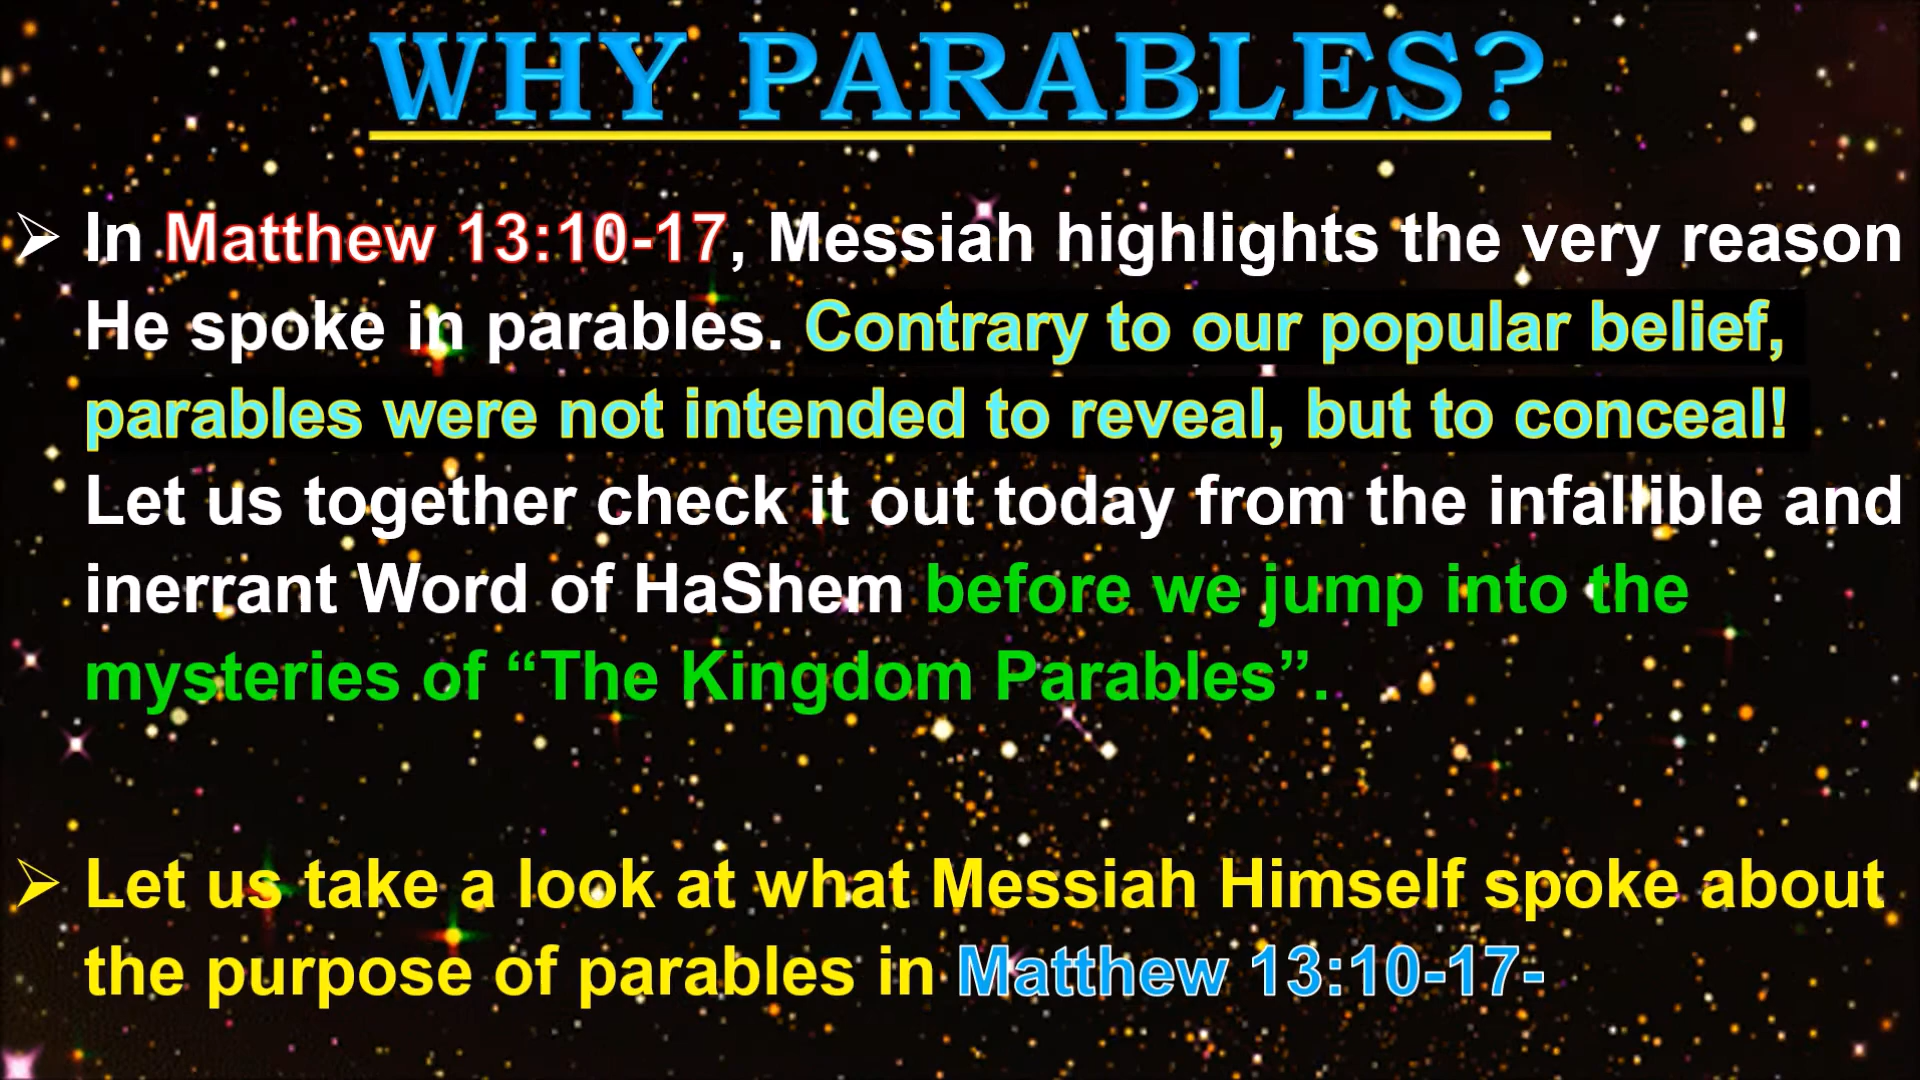 WHY PARABLES?
➢ In Matthew 13:10-17, Messiah highlights the very reason
He spoke in parables. Contrary to our popular belief,
parables were not intended to reveal, but to conceal!
Let us together check it out today from the infallible and
inerrant Word of HaShem before we jump into the
mysteries of “The Kingdom Parables”.
➢ Let us take a look at what Messiah Himself spoke about
the purpose of parables in Matthew 13:10-17-